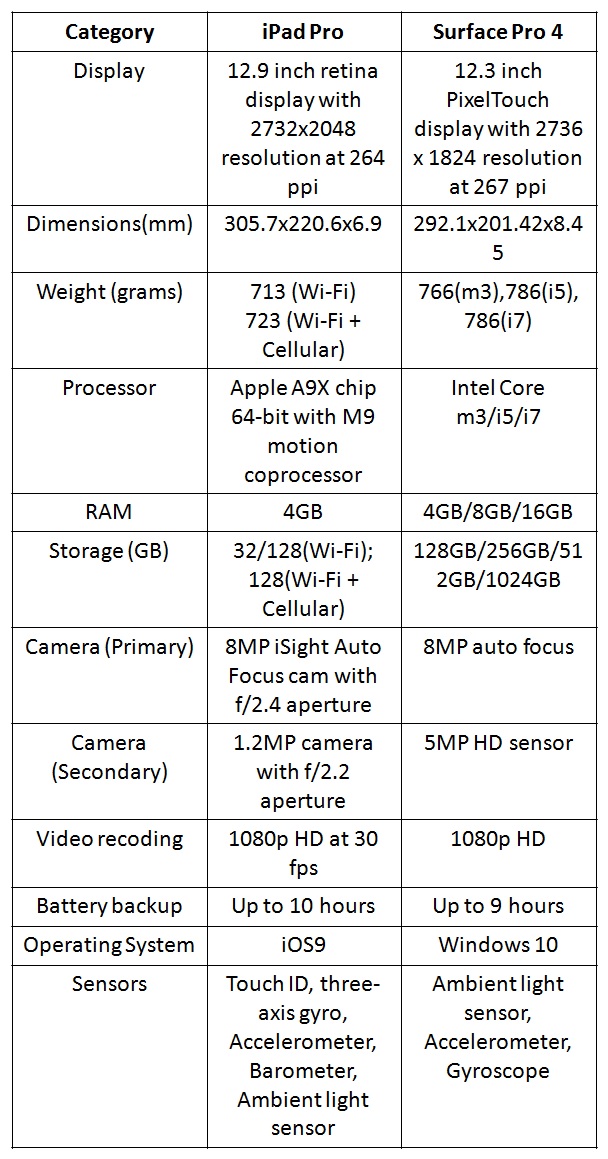 Category iPad Pro Surface Pro 4
Display
12.9 inch retina
display with
2732x2048
resolution at 264
ppi
12.3 inch
PixelTouch
display with 2736
x 1824 resolution
at 267 ppi
Dimensions(mm)
305.7x220.6x6.9
292.1x201.42x8.4
5
Weight (grams)
713 (Wi-Fi)
723 (Wi-Fi +
Cellular)
766(m3),786(i5),
786(i7)
Processor
Apple A9X chip
64-bit with M9
motion
coprocessor
Intel Core
m3/i5/i7
RAM
4GB
4GB/8GB/16GB
Storage (GB)
32/128(Wi-Fi);
128(Wi-Fi +
Cellular)
128GB/256GB/51
2GB/1024GB
Camera (Primary)
8MP iSight Auto
Focus cam with
f/2.4 aperture
8MP auto focus
Camera
(Secondary)
1.2MP camera
with f/2.2
aperture
5MP HD sensor
Video recoding
1080p HD at 30
fps
1080p HD
Battery backup
Up to 10 hours
Up to 9 hours
Operating System
iOS9
Windows 10
Sensors
Touch ID, three-
axis gyro,
Accelerometer,
Barometer,
Ambient light
sensor
Ambient light
sensor,
Accelerometer,
Gyroscope